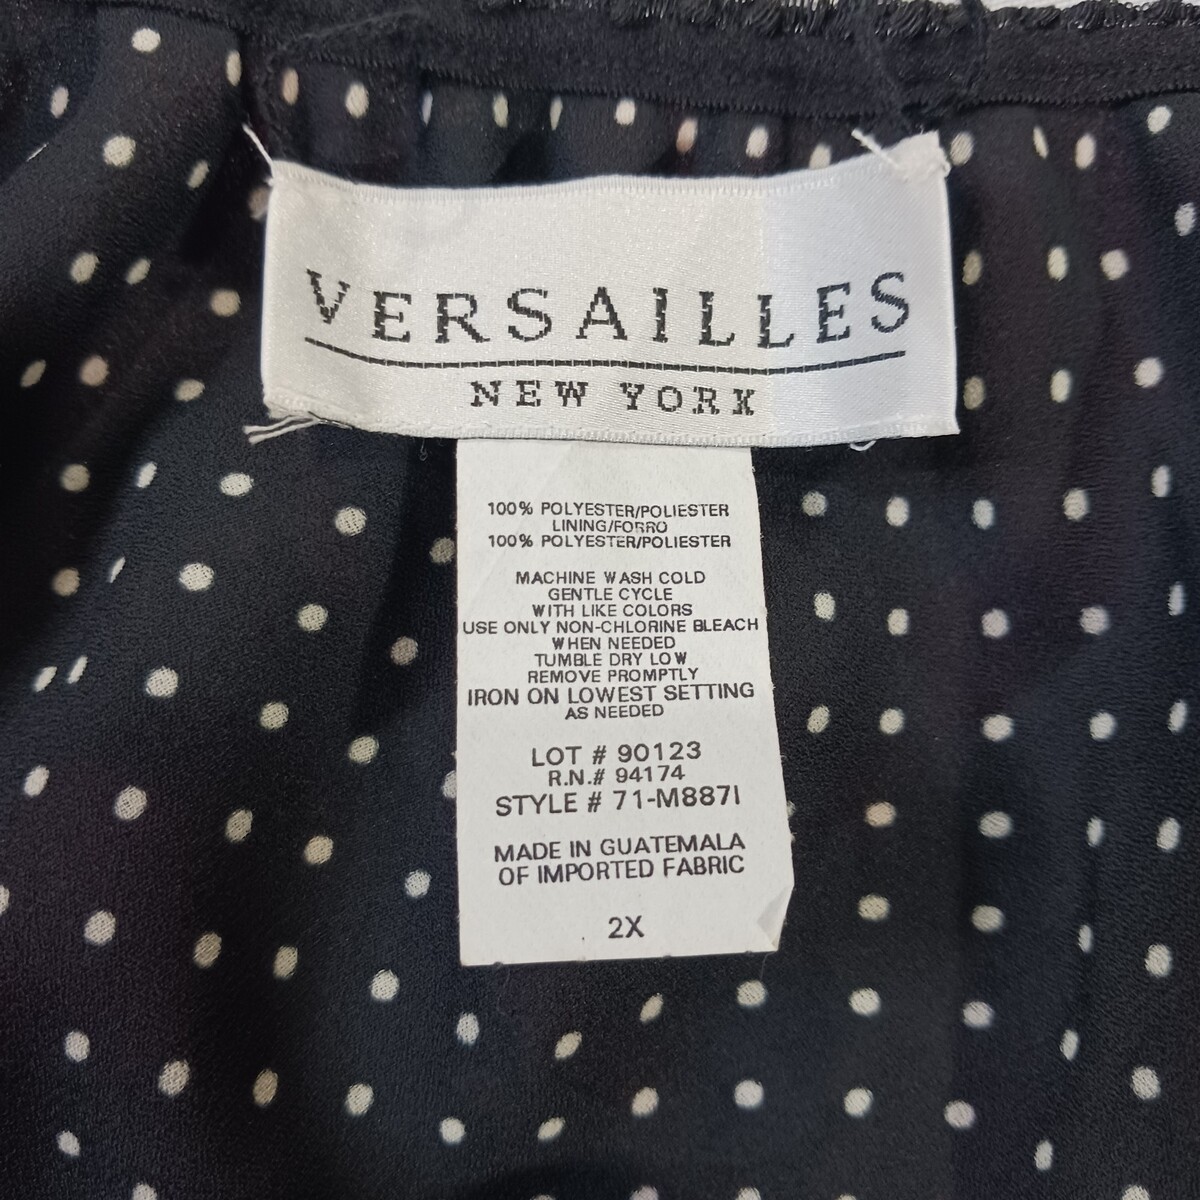 VERSAILLES
NEW YORK
100% POLYESTER/POLIESTER
LINING/FORRO
100% POLYESTER/POLIESTER
MACHINE WASH COLD
GENTLE CYCLE
WITH LIKE COLORS
USE ONLY NON-CHLORINE BLEACH
WHEN NEEDED
TUMBLE DRY LOW
REMOVE PROMPTLY
IRON ON LOWEST SETTING
AS NEEDED
LOT # 90123
R.N.# 94174
STYLE # 71-M887I
MADE IN GUATEMALA
OF IMPORTED FABRIC
2X